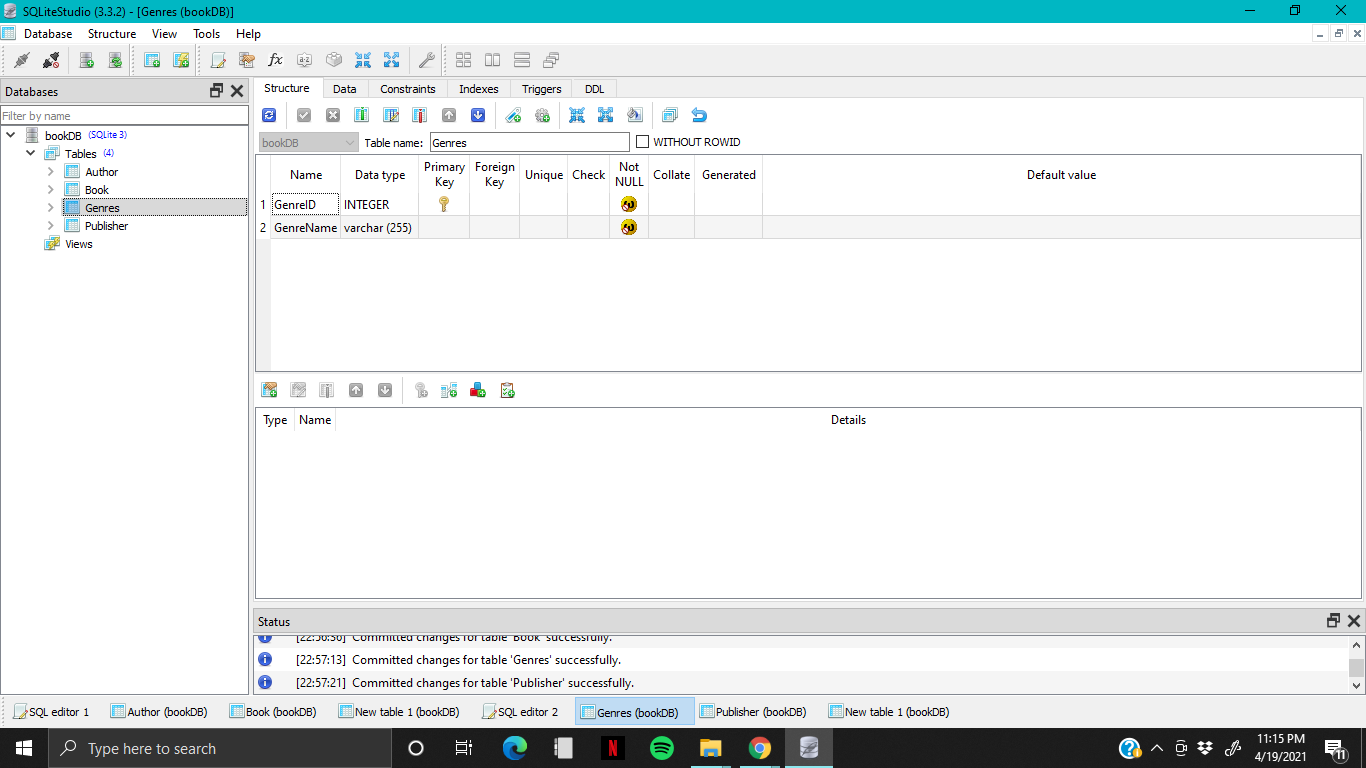 SQLiteStudio (3.3.2) - [Genres (bookDB)]
Database Structure View Tools Help
Databases
Filter by name
bookDB (SQLite 3)
Tables (4)
Author
Book
Genres
Publisher
Views
Structure Data Constraints Indexes Triggers DDL
bookDB Table name: Genres WITHOUT ROWID
Name Data type Primary Key Foreign Key Unique Check Not NULL Collate Generated Default value
1 GenreID INTEGER
2 GenreName varchar (255)
Type Name Details
Status
[22:56:56] Committed changes for table 'Book' successfully.
[22:57:13] Committed changes for table 'Genres' successfully.
[22:57:21] Committed changes for table 'Publisher' successfully.
SQL editor 1 Author (bookDB) Book (bookDB) New table 1 (bookDB) SQL editor 2 Genres (bookDB) Publisher (bookDB) New table 1 (bookDB)
Type here to search
11:15 PM
4/19/2021
11